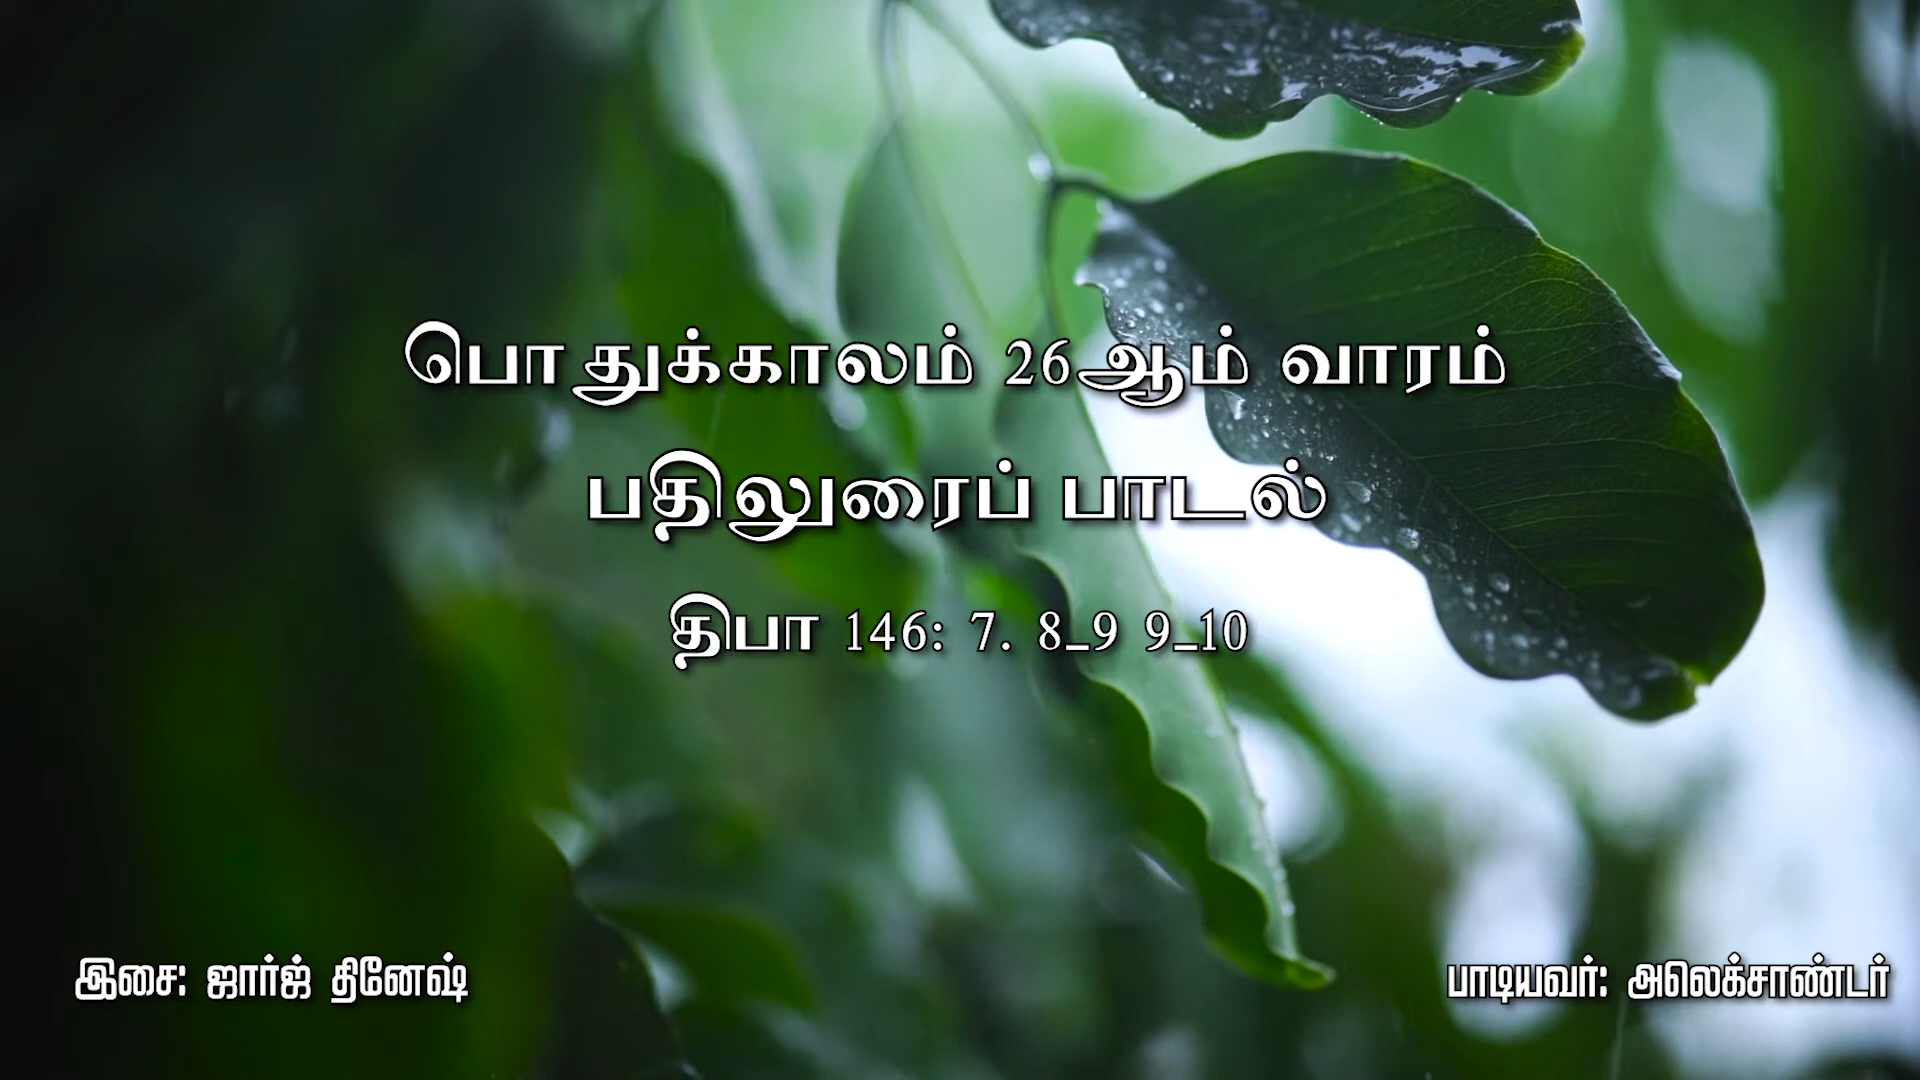 பொதுக்காலம் 26ஆம் வாரம்
பதிலுரைப் பாடல்
திபா 146: 7. 8_9 9_10
இசை: ஜார்ஜ் தினேஷ்
பாடியவர்: அலெக்சாண்டர்